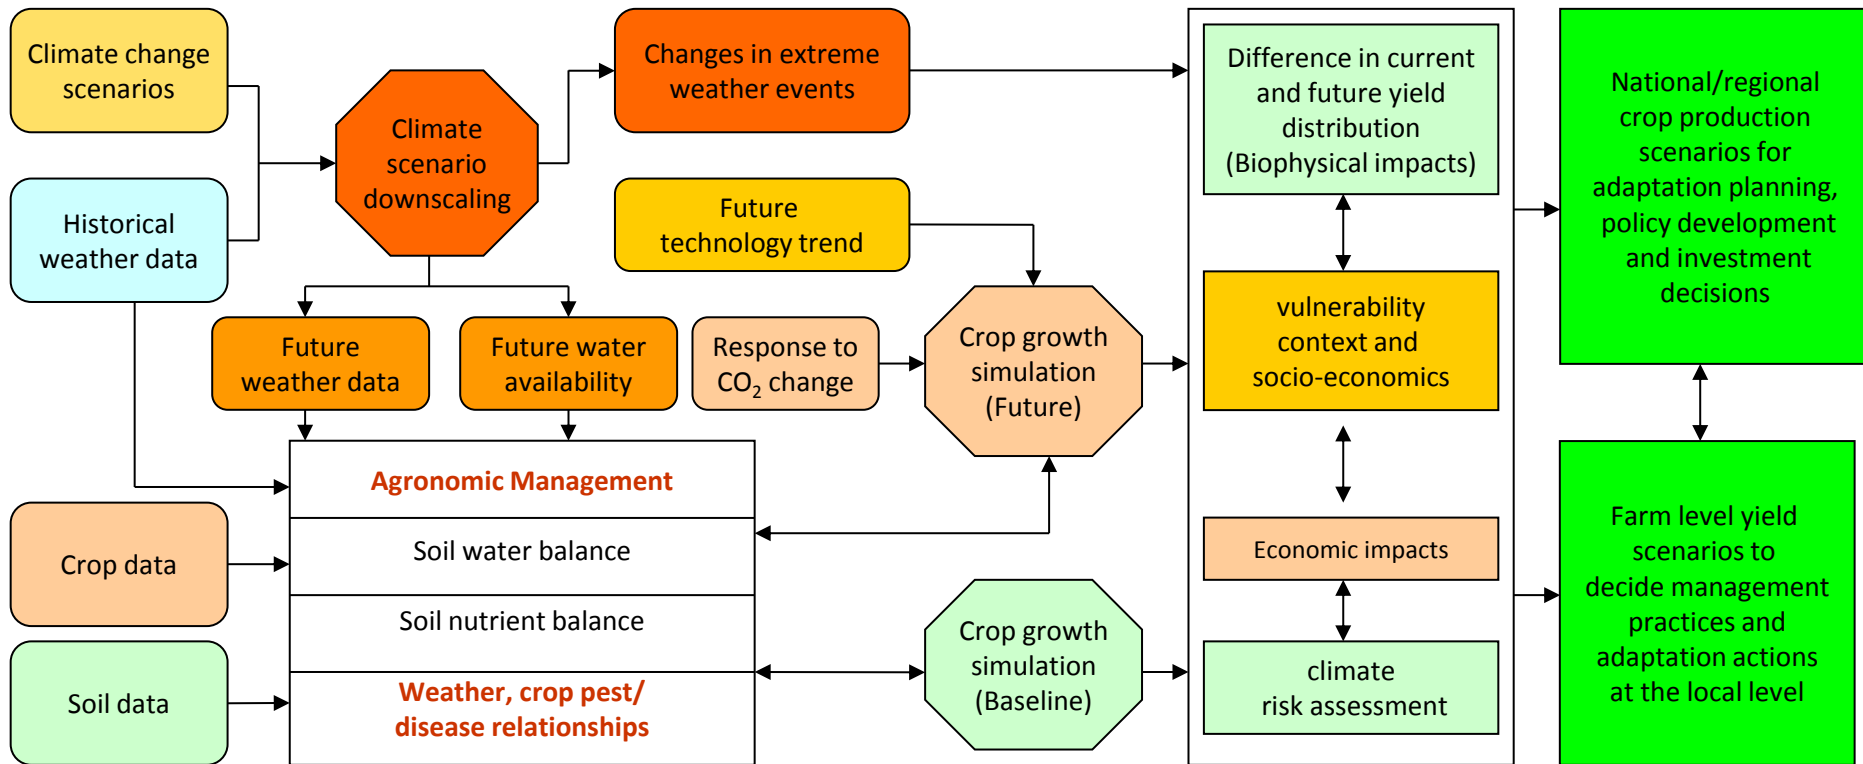 Climate change
scenarios
Historical
weather data
Crop data
Soil data
Climate
scenario
downscaling
Changes in extreme
weather events
Future
technology trend
Future
weather data
Future water
availability
Response to
CO₂ change
Agronomic Management
Soil water balance
Soil nutrient balance
Weather, crop pest/
disease relationships
Crop growth
simulation
(Future)
Crop growth
simulation
(Baseline)
Difference in current
and future yield
distribution
(Biophysical impacts)
vulnerability
context and
socio-economics
Economic impacts
climate
risk assessment
National/regional
crop production
scenarios for
adaptation planning,
policy development
and investment
decisions
Farm level yield
scenarios to
decide management
practices and
adaptation actions
at the local level